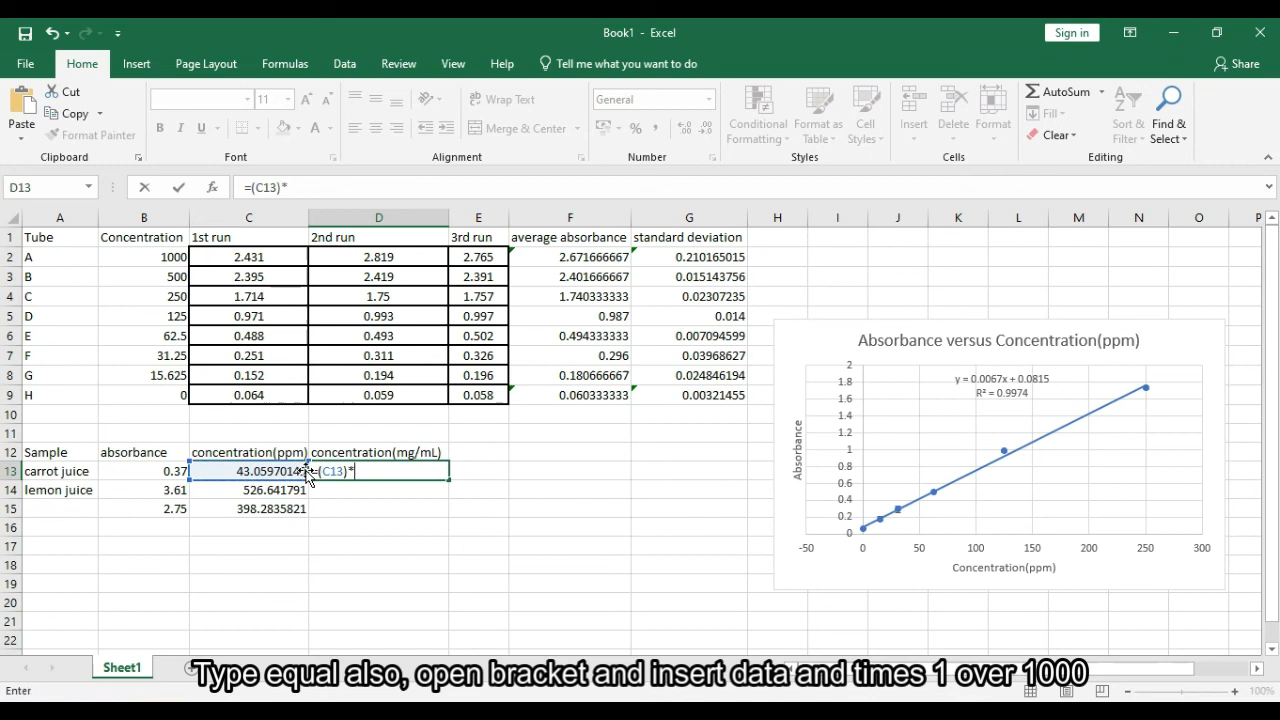 Book1 - Excel
Sign in
File Home Insert Page Layout Formulas Data Review View Help Tell me what you want to do Share
Paste
Cut
Copy
Format Painter
Clipboard
11 A A
B I U A
Font
Wrap Text
Merge & Center
Alignment
General
%
Number
Conditional Formatting
Format as Table
Cell Styles
Styles
Insert Delete Format
Cells
AutoSum
Fill
Clear
Sort & Filter
Find & Select
Editing
D13 fx =(C13)*
A B C D E F G H I J K L M N O P
1 Tube Concentration 1st run 2nd run 3rd run average absorbance standard deviation
2 A 1000 2.431 2.819 2.765 2.671666667 0.210165015
3 B 500 2.395 2.419 2.391 2.401666667 0.015143756
4 C 250 1.714 1.75 1.757 1.740333333 0.02307235
5 D 125 0.971 0.993 0.997 0.987 0.014
6 E 62.5 0.488 0.493 0.502 0.494333333 0.007094599
7 F 31.25 0.251 0.311 0.326 0.296 0.03968627
8 G 15.625 0.152 0.194 0.196 0.180666667 0.024846194
9 H 0 0.064 0.059 0.058 0.060333333 0.00321455
10
11
12 Sample absorbance concentration(ppm) concentration(mg/mL)
13 carrot juice 0.37 =(C13)*
14 lemon juice 3.61 526.641791
15 2.75 398.2835821
16
17
18
19
20
21
22
Absorbance versus Concentration(ppm)
y = 0.0067x + 0.0815
R² = 0.9974
Absorbance
2
1.8
1.6
1.4
1.2
1
0.8
0.6
0.4
0.2
0
-50 0 50 100 150 200 250 300
Concentration(ppm)
Sheet1
Type equal also, open bracket and insert data and times 1 over 1000
Enter 100%